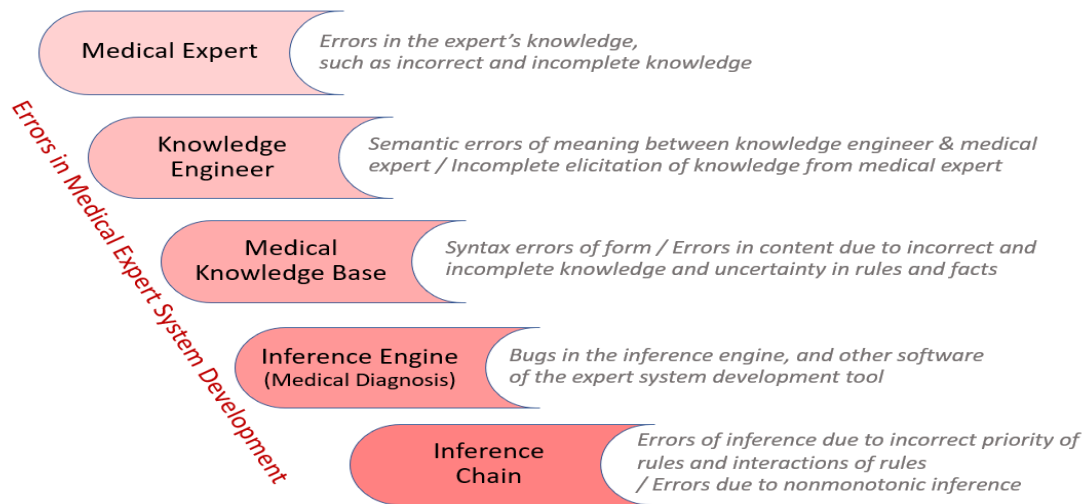 Medical Expert
Errors in the expert's knowledge,
such as incorrect and incomplete knowledge
Knowledge
Engineer
Semantic errors of meaning between knowledge engineer & medical
expert / Incomplete elicitation of knowledge from medical expert
Medical
Knowledge Base
Syntax errors of form / Errors in content due to incorrect and
incomplete knowledge and uncertainty in rules and facts
Inference Engine
(Medical Diagnosis)
Bugs in the inference engine, and other software
of the expert system development tool
Inference
Chain
Errors of inference due to incorrect priority of
rules and interactions of rules
/ Errors due to nonmonotonic inference
Errors in Medical Expert System Development